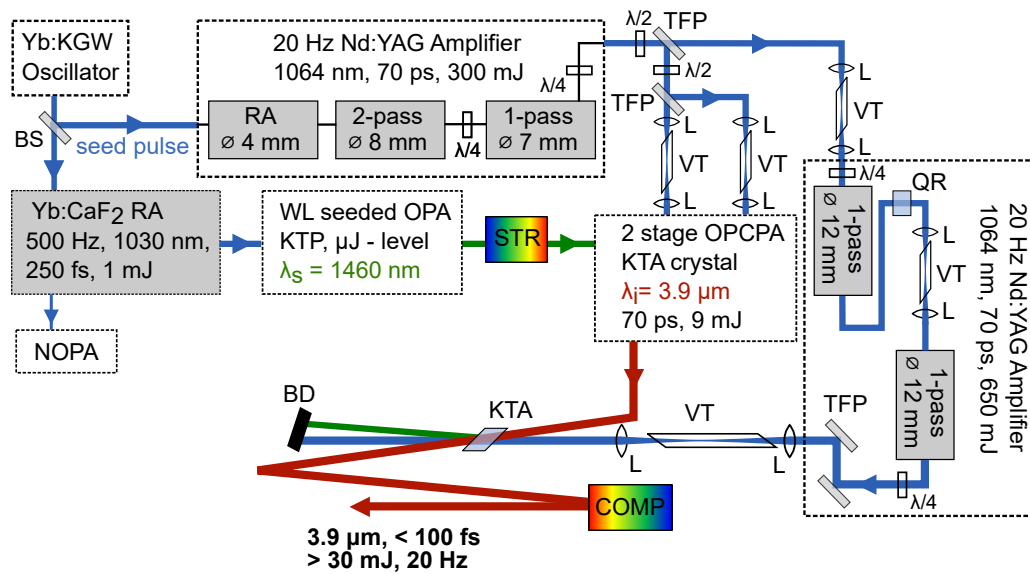 Yb:KGW
Oscillator
BS
seed pulse
20 Hz Nd:YAG Amplifier
1064 nm, 70 ps, 300 mJ
RA
ø 4 mm
2-pass
ø 8 mm
λ/4
1-pass
ø 7 mm
λ/4
λ/2
TFP
λ/2
TFP
L
VT
L
L
VT
L
L
VT
L
λ/4
1-pass
ø 12 mm
QR
L
VT
L
1-pass
ø 12 mm
λ/4
TFP
20 Hz Nd:YAG Amplifier
1064 nm, 70 ps, 650 mJ
Yb:CaF2 RA
500 Hz, 1030 nm,
250 fs, 1 mJ
NOPA
WL seeded OPA
KTP, µJ - level
λs = 1460 nm
STR
2 stage OPCPA
KTA crystal
λi= 3.9 µm
70 ps, 9 mJ
BD
KTA
L
VT
L
COMP
3.9 µm, < 100 fs
> 30 mJ, 20 Hz